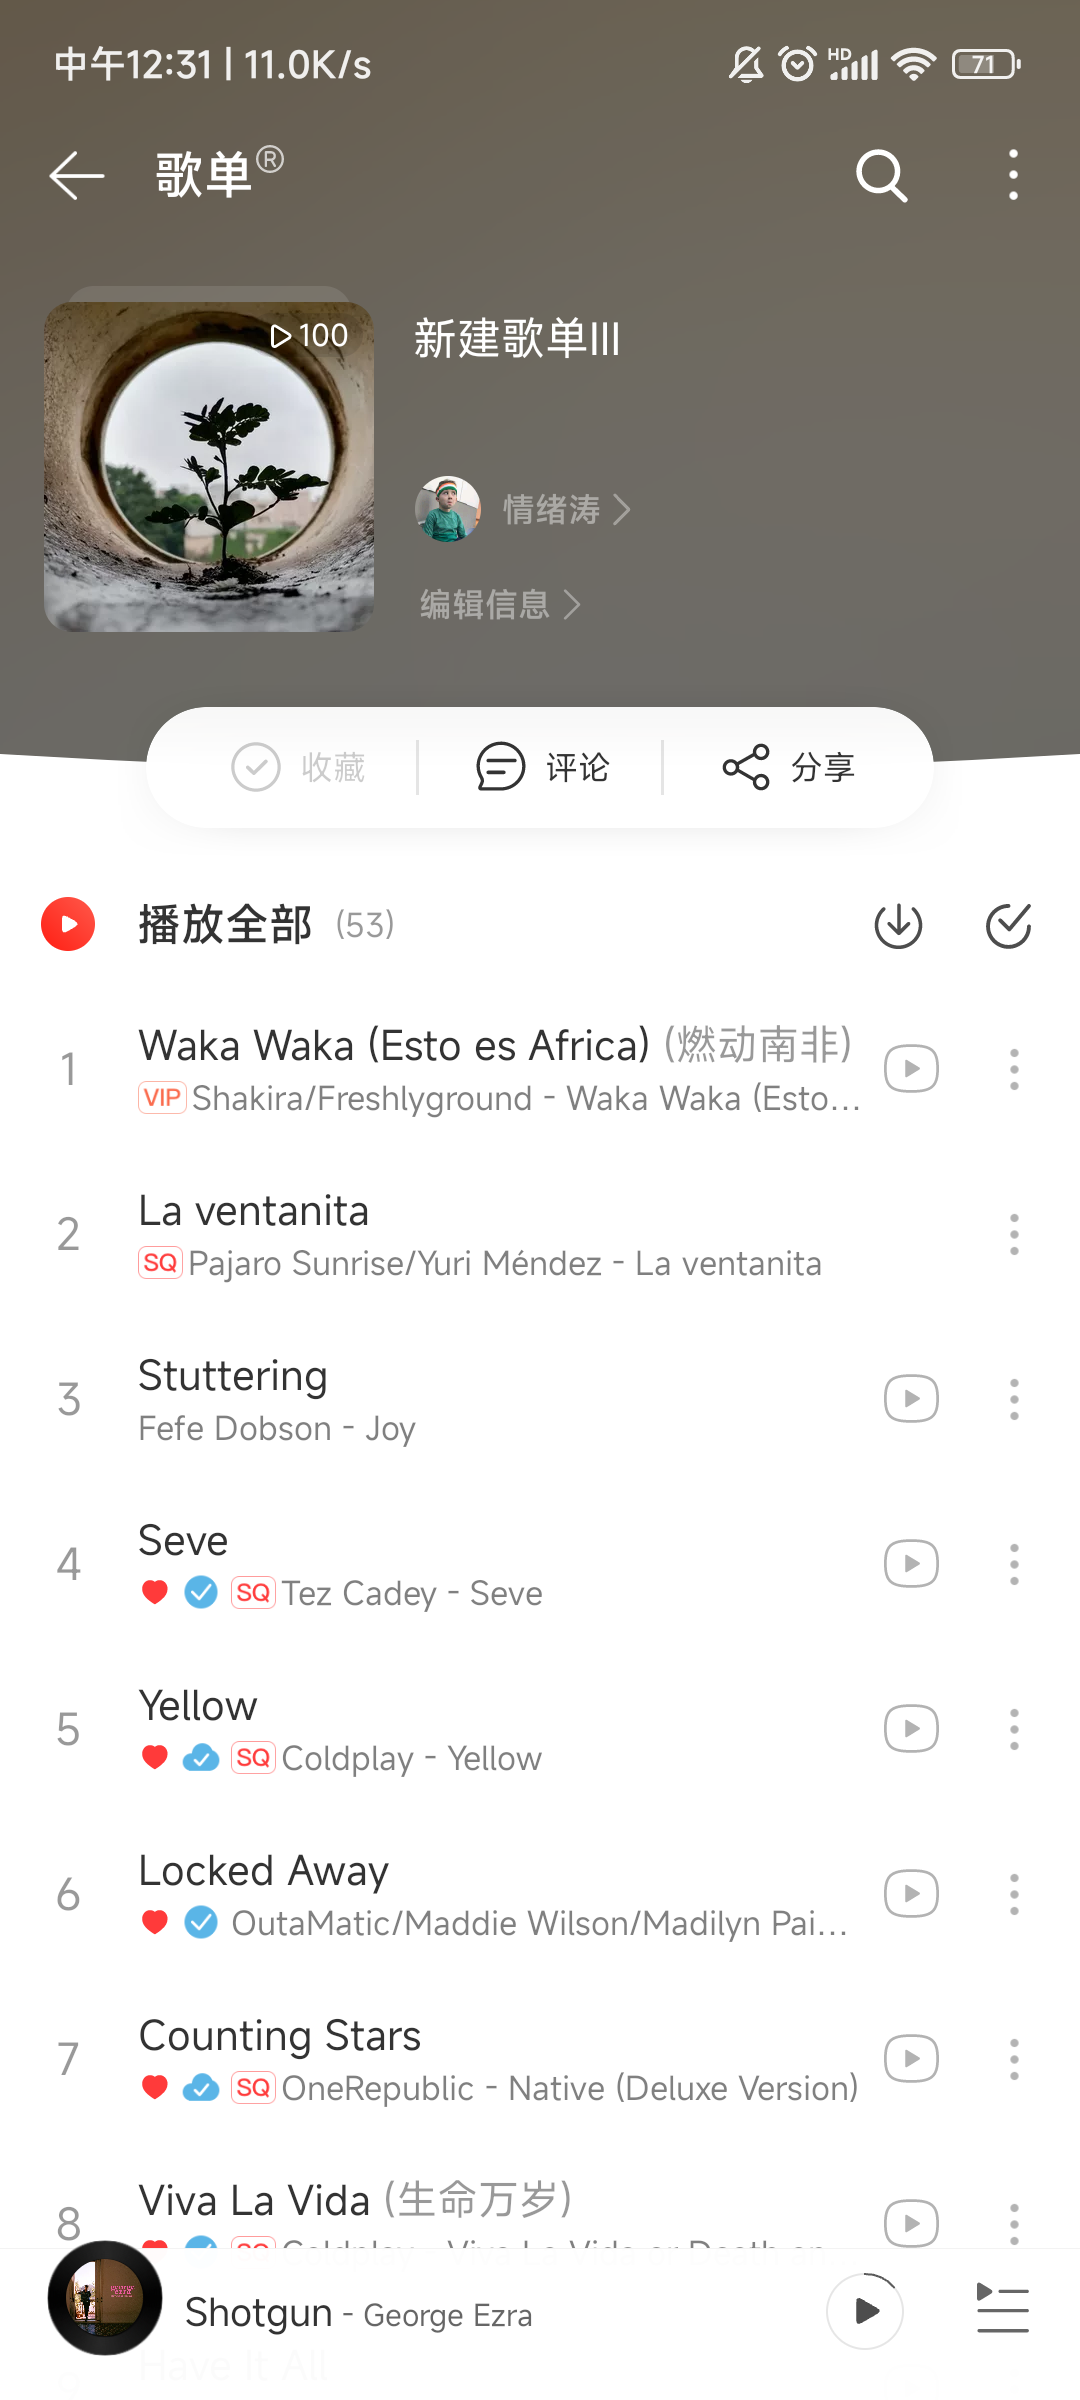 中午12:31 | 11.0K/s
HD
71
歌单®
100
新建歌单III
情绪涛
编辑信息
收藏
评论
分享
播放全部 (53)
1
Waka Waka (Esto es Africa) (燃动南非)
VIP Shakira/Freshlyground - Waka Waka (Esto...
2
La ventanita
SQ Pajaro Sunrise/Yuri Méndez - La ventanita
3
Stuttering
Fefe Dobson - Joy
4
Seve
SQ Tez Cadey - Seve
5
Yellow
SQ Coldplay - Yellow
6
Locked Away
OutaMatic/Maddie Wilson/Madilyn Pai...
7
Counting Stars
SQ OneRepublic - Native (Deluxe Version)
8
Viva La Vida (生命万岁)
SQ Coldplay - Viva La Vida or Death an...
Shotgun - George Ezra
Have It All